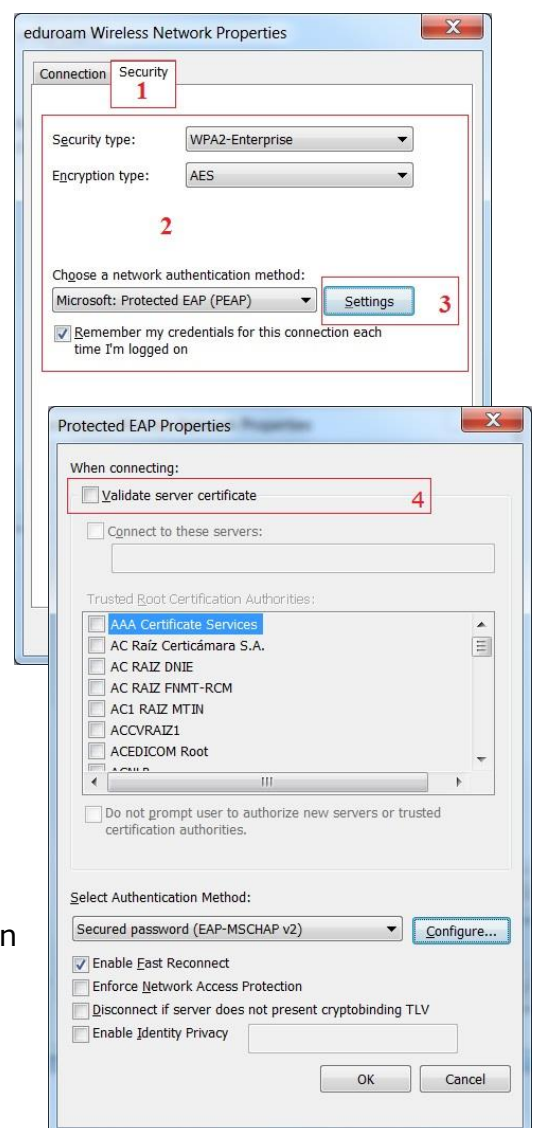 eduroam Wireless Network Properties
Connection Security
1
Security type: WPA2-Enterprise
Encryption type: AES
2
Choose a network authentication method:
Microsoft: Protected EAP (PEAP) Settings 3
Remember my credentials for this connection each
time I'm logged on
Protected EAP Properties
When connecting:
Validate server certificate 4
Connect to these servers:
Trusted Root Certification Authorities:
AAA Certificate Services
AC Raíz Certicámara S.A.
AC RAIZ DNIE
AC RAIZ FNMT-RCM
AC1 RAIZ MTIN
ACCVRAIZ1
ACEDICOM Root
Do not prompt user to authorize new servers or trusted
certification authorities.
Select Authentication Method:
n
Secured password (EAP-MSCHAP v2) Configure...
Enable Fast Reconnect
Enforce Network Access Protection
Disconnect if server does not present cryptobinding TLV
Enable Identity Privacy
OK Cancel